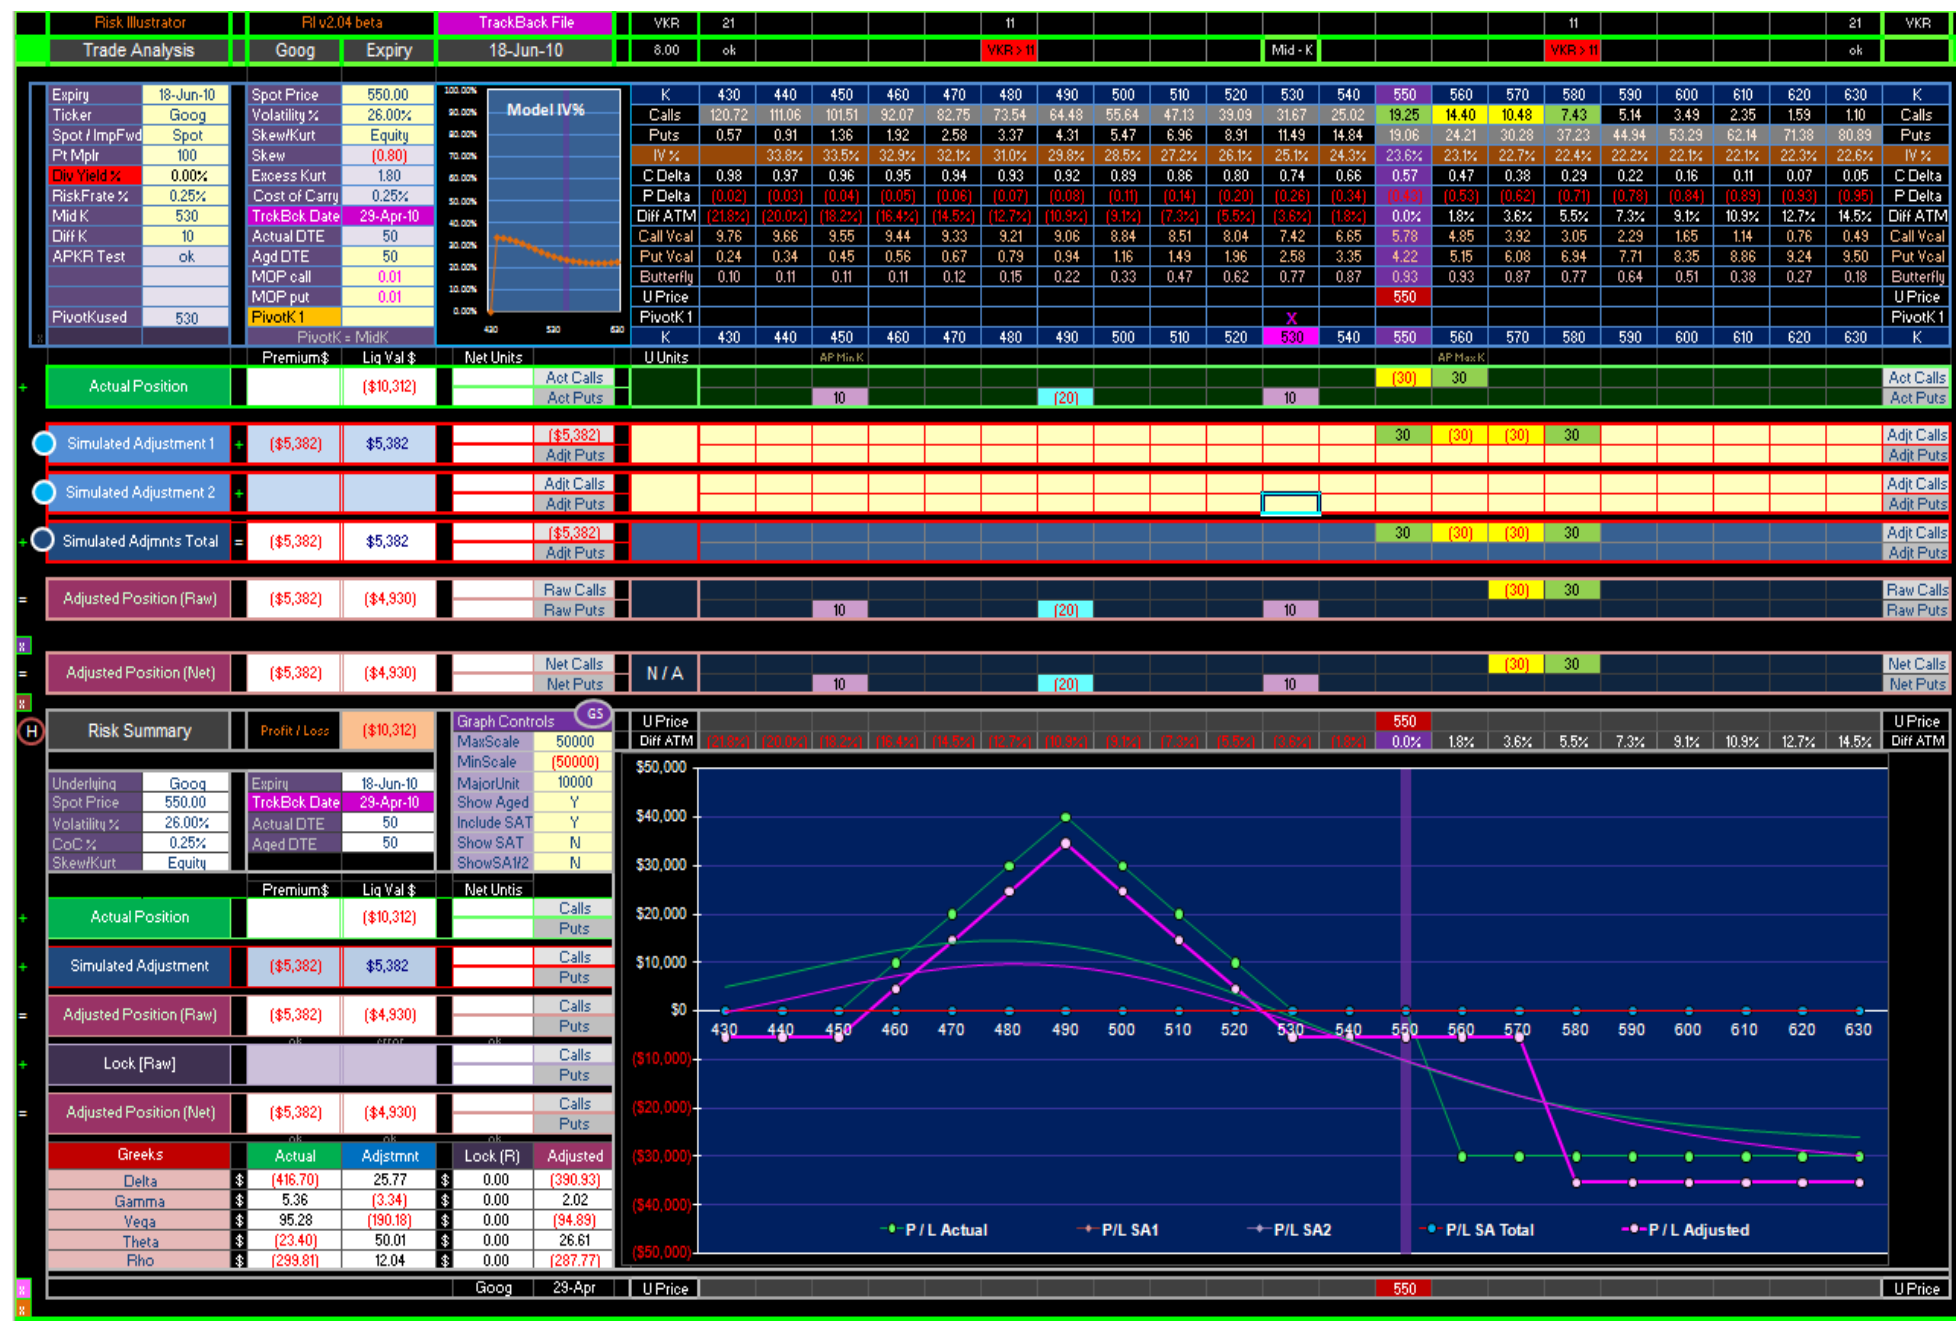 Risk Illustrator RI v2.04 beta TrackBack File VKR 21 11 11 21 VKR
Trade Analysis Goog Expiry 18-Jun-10 8.00 ok VKR > 11 Mid - K VKR > 11 ok
Expiry 18-Jun-10 Spot Price 550.00 100.00% K 430 440 450 460 470 480 490 500 510 520 530 540 550 560 570 580 590 600 610 620 630 K
Ticker Goog Volatility % 26.00% 90.00% Model IV% Calls 120.72 111.06 101.51 92.07 82.75 73.54 64.48 55.64 47.13 39.09 31.67 25.02 19.25 14.40 10.48 7.43 5.14 3.49 2.35 1.59 1.10 Calls
Spot / ImpFwd Spot Skew/Kurt Equity 80.00% Puts 0.57 0.91 1.36 1.92 2.58 3.37 4.31 5.47 6.96 8.91 11.49 14.84 19.06 24.21 30.28 37.23 44.94 53.29 62.14 71.38 80.89 Puts
Pt Mplr 100 Skew (0.80) 70.00% IV % 33.8% 33.5% 32.9% 32.1% 31.0% 29.8% 28.5% 27.2% 26.1% 25.1% 24.3% 23.6% 23.1% 22.7% 22.4% 22.2% 22.1% 22.1% 22.3% 22.6% IV %
Div Yield % 0.00% Excess Kurt 1.80 60.00% C Delta 0.98 0.97 0.96 0.95 0.94 0.93 0.92 0.89 0.86 0.80 0.74 0.66 0.57 0.47 0.38 0.29 0.22 0.16 0.11 0.07 0.05 C Delta
RiskFrate % 0.25% Cost of Carry 0.25% 50.00% P Delta (0.02) (0.03) (0.04) (0.05) (0.06) (0.07) (0.08) (0.11) (0.14) (0.20) (0.26) (0.34) (0.43) (0.53) (0.62) (0.71) (0.78) (0.84) (0.89) (0.93) (0.95) P Delta
Mid K 530 TrckBck Date 29-Apr-10 40.00% Diff ATM (21.8%) (20.0%) (18.2%) (16.4%) (14.5%) (12.7%) (10.9%) (9.1%) (7.3%) (5.5%) (3.6%) (1.8%) 0.0% 1.8% 3.6% 5.5% 7.3% 9.1% 10.9% 12.7% 14.5% Diff ATM
Diff K 10 Actual DTE 50 30.00% Call Vcal 9.76 9.66 9.55 9.44 9.33 9.21 9.06 8.84 8.51 8.04 7.42 6.65 5.78 4.85 3.92 3.05 2.29 1.65 1.14 0.76 0.49 Call Vcal
APKR Test ok Agd DTE 50 20.00% Put Vcal 0.24 0.34 0.45 0.56 0.67 0.79 0.94 1.16 1.49 1.96 2.58 3.35 4.22 5.15 6.08 6.94 7.71 8.35 8.86 9.24 9.50 Put Vcal
MOP call 0.01 10.00% Butterfly 0.10 0.11 0.11 0.11 0.12 0.15 0.22 0.33 0.47 0.62 0.77 0.87 0.93 0.93 0.87 0.77 0.64 0.51 0.38 0.27 0.18 Butterfly
MOP put 0.01 0.00% U Price 550 U Price
PivotKused 530 PivotK1 430 530 630 PivotK1 X PivotK1
x PivotK = MidK K 430 440 450 460 470 480 490 500 510 520 530 540 550 560 570 580 590 600 610 620 630 K
Premium$ Liq Val $ Net Units U Units AP Min K AP Max K
+ Actual Position ($10,312) Act Calls (30) 30 Act Calls
Act Puts 10 (20) 10 Act Puts
Simulated Adjustment 1 + ($5,382) $5,382 ($5,382) 30 (30) (30) 30 Adjt Calls
Adjt Puts Adjt Puts
Simulated Adjustment 2 + Adjt Calls Adjt Calls
Adjt Puts Adjt Puts
+ Simulated Adjmnts Total = ($5,382) $5,382 ($5,382) 30 (30) (30) 30 Adjt Calls
Adjt Puts Adjt Puts
= Adjusted Position (Raw) ($5,382) ($4,930) Raw Calls (30) 30 Raw Calls
Raw Puts 10 (20) 10 Raw Puts
x
= Adjusted Position (Net) ($5,382) ($4,930) Net Calls N / A (30) 30 Net Calls
Net Puts 10 (20) 10 Net Puts
x
H Risk Summary Profit / Loss ($10,312) Graph Controls GS U Price 550 U Price
MaxScale 50000 Diff ATM (21.8%) (20.0%) (18.2%) (16.4%) (14.5%) (12.7%) (10.9%) (9.1%) (7.3%) (5.5%) (3.6%) (1.8%) 0.0% 1.8% 3.6% 5.5% 7.3% 9.1% 10.9% 12.7% 14.5% Diff ATM
MinScale (50000) $50,000
Underlying Goog Expiry 18-Jun-10 MajorUnit 10000
Spot Price 550.00 TrckBck Date 29-Apr-10 Show Aged Y
Volatility % 26.00% Actual DTE 50 Include SAT Y $40,000
CoC % 0.25% Aged DTE 50 Show SAT N
Skew/Kurt Equity ShowSA1/2 N $30,000
Premium$ Liq Val $ Net Untis
+ Actual Position ($10,312) Calls $20,000
Puts
+ Simulated Adjustment ($5,382) $5,382 Calls $10,000
Puts
= Adjusted Position (Raw) ($5,382) ($4,930) Calls $0
Puts 430 440 450 460 470 480 490 500 510 520 530 540 550 560 570 580 590 600 610 620 630
ok error ok
+ Lock [Raw] Calls ($10,000)
Puts
= Adjusted Position (Net) ($5,382) ($4,930) Calls ($20,000)
Puts
ok ok ok
Greeks Actual Adjstmnt Lock (R) Adjusted ($30,000)
Delta $ (416.70) 25.77 $ 0.00 (390.93)
Gamma $ 5.36 (3.34) $ 0.00 2.02 ($40,000)
Vega $ 95.28 (190.18) $ 0.00 (94.89) P / L Actual P/L SA1 P/L SA2 P/L SA Total P / L Adjusted
Theta $ (23.40) 50.01 $ 0.00 26.61
Rho $ (299.81) 12.04 $ 0.00 (287.77) ($50,000)
x Goog 29-Apr U Price 550 U Price
x